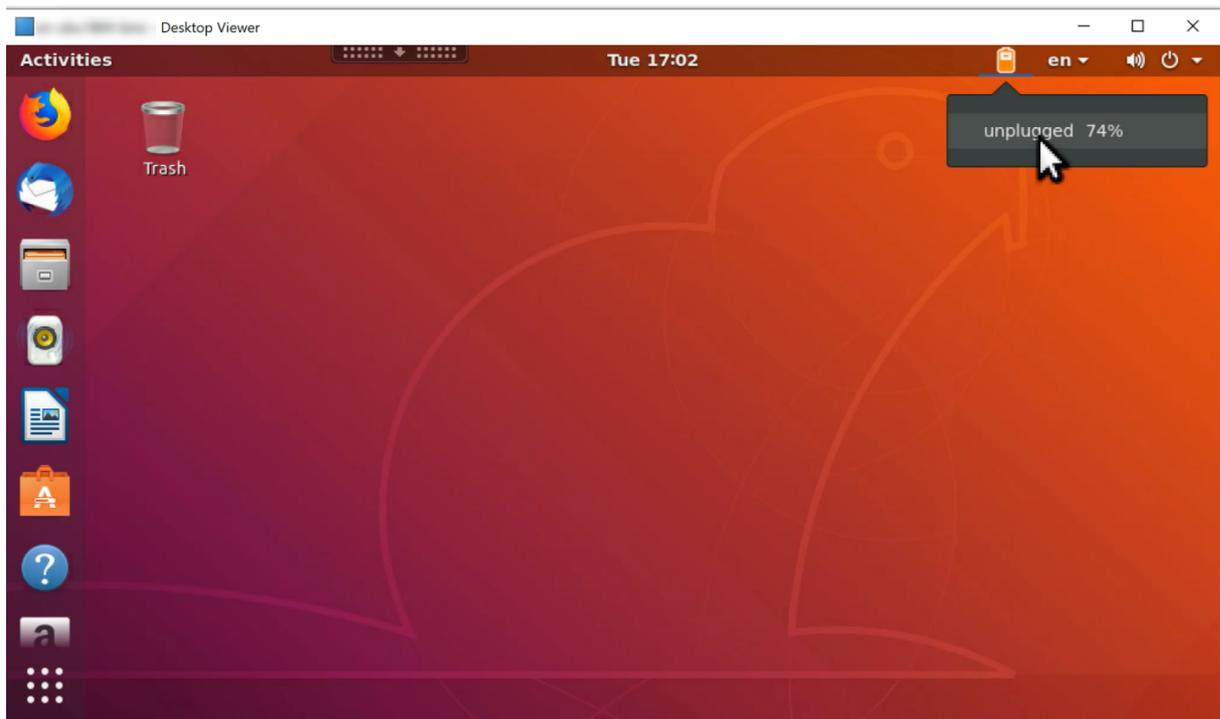 Desktop Viewer
Activities
Tue 17:02
en
unplugged 74%
Trash
A
?
a